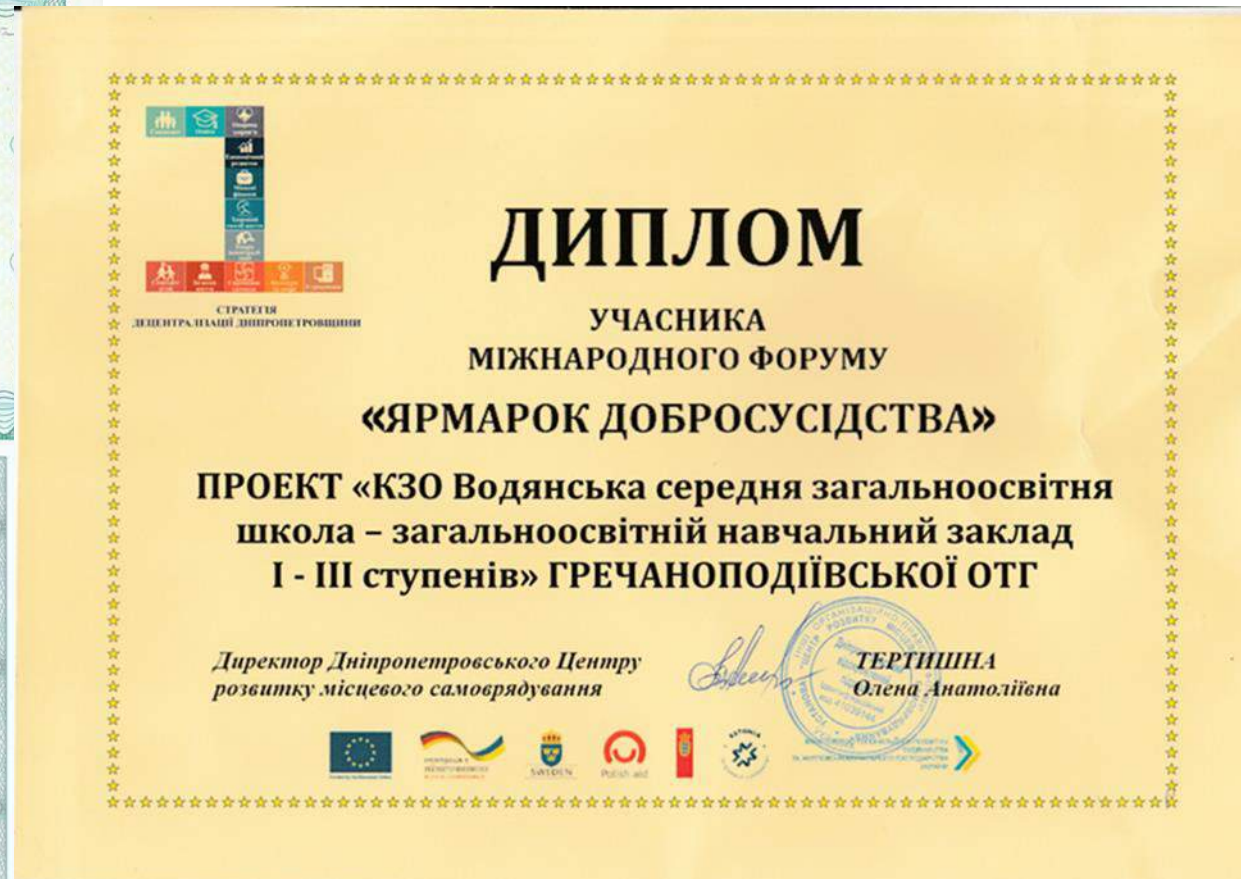 СТРАТЕГІЯ
ДЕЦЕНТРАЛІЗАЦІЇ ДНІПРОПЕТРОВЩИНИ
ДИПЛОМ
УЧАСНИКА
МІЖНАРОДНОГО ФОРУМУ
«ЯРМАРОК ДОБРОСУСІДСТВА»
ПРОЕКТ «КЗО Водянська середня загальноосвітня
школа – загальноосвітній навчальний заклад
І - ІІІ ступенів» ГРЕЧАНОПОДІЇВСЬКОЇ ОТГ
Директор Дніпропетровського Центру
розвитку місцевого самоврядування
ТЕРТИШНА
Олена Анатоліївна
SWEDEN
Polish aid
ESTONIA